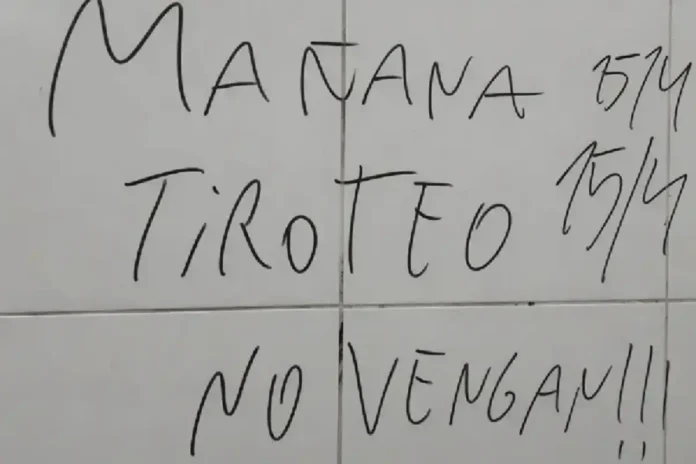 MAÑANA 15/4
TiROTEO 15/4
NO VENGAN!!!